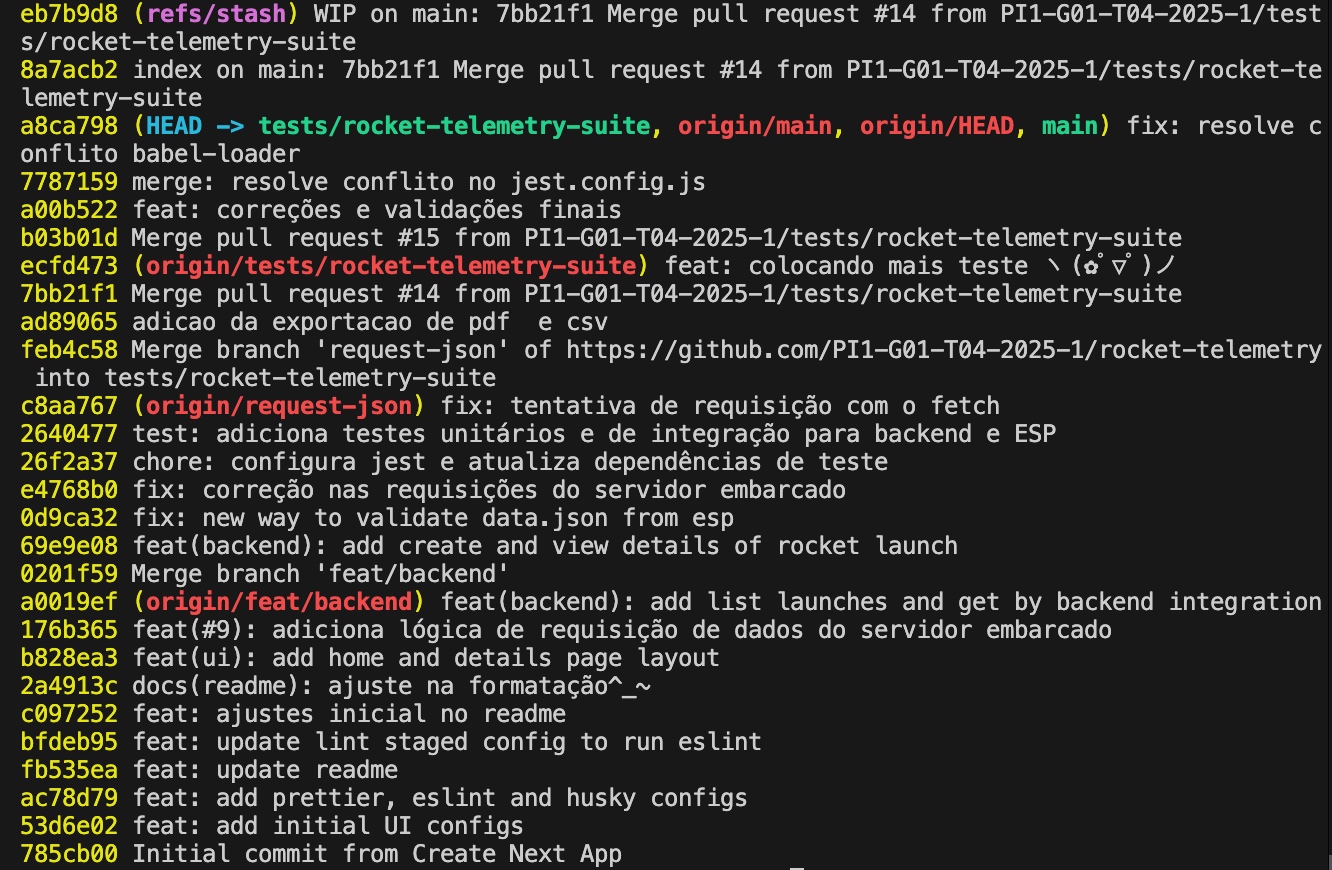 eb7b9d8 (refs/stash) WIP on main: 7bb21f1 Merge pull request #14 from PI1-G01-T04-2025-1/test
s/rocket-telemetry-suite
8a7acb2 index on main: 7bb21f1 Merge pull request #14 from PI1-G01-T04-2025-1/tests/rocket-te
lemetry-suite
a8ca798 (HEAD -> tests/rocket-telemetry-suite, origin/main, origin/HEAD, main) fix: resolve c
onflito babel-loader
7787159 merge: resolve conflito no jest.config.js
a00b522 feat: correções e validações finais
b03b01d Merge pull request #15 from PI1-G01-T04-2025-1/tests/rocket-telemetry-suite
ecfd473 (origin/tests/rocket-telemetry-suite) feat: colocando mais teste ヽ(✿ﾟ▽ﾟ)ノ
7bb21f1 Merge pull request #14 from PI1-G01-T04-2025-1/tests/rocket-telemetry-suite
ad89065 adicao da exportacao de pdf  e csv
feb4c58 Merge branch 'request-json' of https://github.com/PI1-G01-T04-2025-1/rocket-telemetry
 into tests/rocket-telemetry-suite
c8aa767 (origin/request-json) fix: tentativa de requisição com o fetch
2640477 test: adiciona testes unitários e de integração para backend e ESP
26f2a37 chore: configura jest e atualiza dependências de teste
e4768b0 fix: correção nas requisições do servidor embarcado
0d9ca32 fix: new way to validate data.json from esp
69e9e08 feat(backend): add create and view details of rocket launch
0201f59 Merge branch 'feat/backend'
a0019ef (origin/feat/backend) feat(backend): add list launches and get by backend integration
176b365 feat(#9): adiciona lógica de requisição de dados do servidor embarcado
b828ea3 feat(ui): add home and details page layout
2a4913c docs(readme): ajuste na formatação^_~
c097252 feat: ajustes inicial no readme
bfdeb95 feat: update lint staged config to run eslint
fb535ea feat: update readme
ac78d79 feat: add prettier, eslint and husky configs
53d6e02 feat: add initial UI configs
785cb00 Initial commit from Create Next App